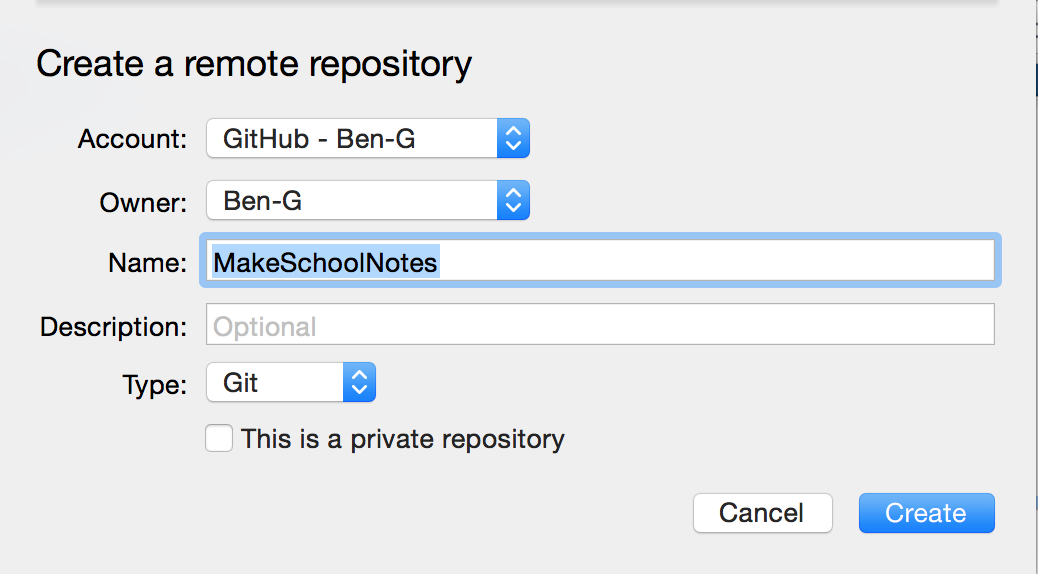 Create a remote repository
Account: GitHub - Ben-G
Owner: Ben-G
Name: MakeSchoolNotes
Description: Optional
Type: Git
This is a private repository
Cancel Create